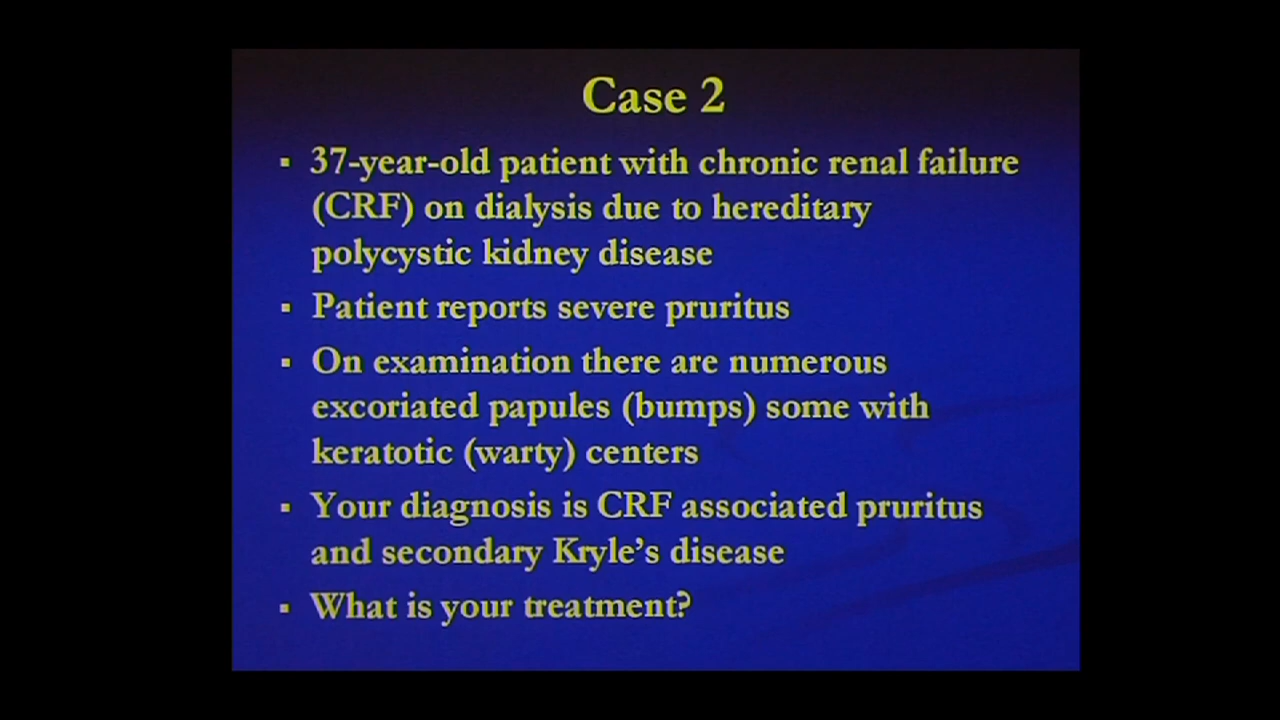 Case 2
▪ 37-year-old patient with chronic renal failure
(CRF) on dialysis due to hereditary
polycystic kidney disease
▪ Patient reports severe pruritus
▪ On examination there are numerous
excoriated papules (bumps) some with
keratotic (warty) centers
▪ Your diagnosis is CRF associated pruritus
and secondary Kryle’s disease
▪ What is your treatment?